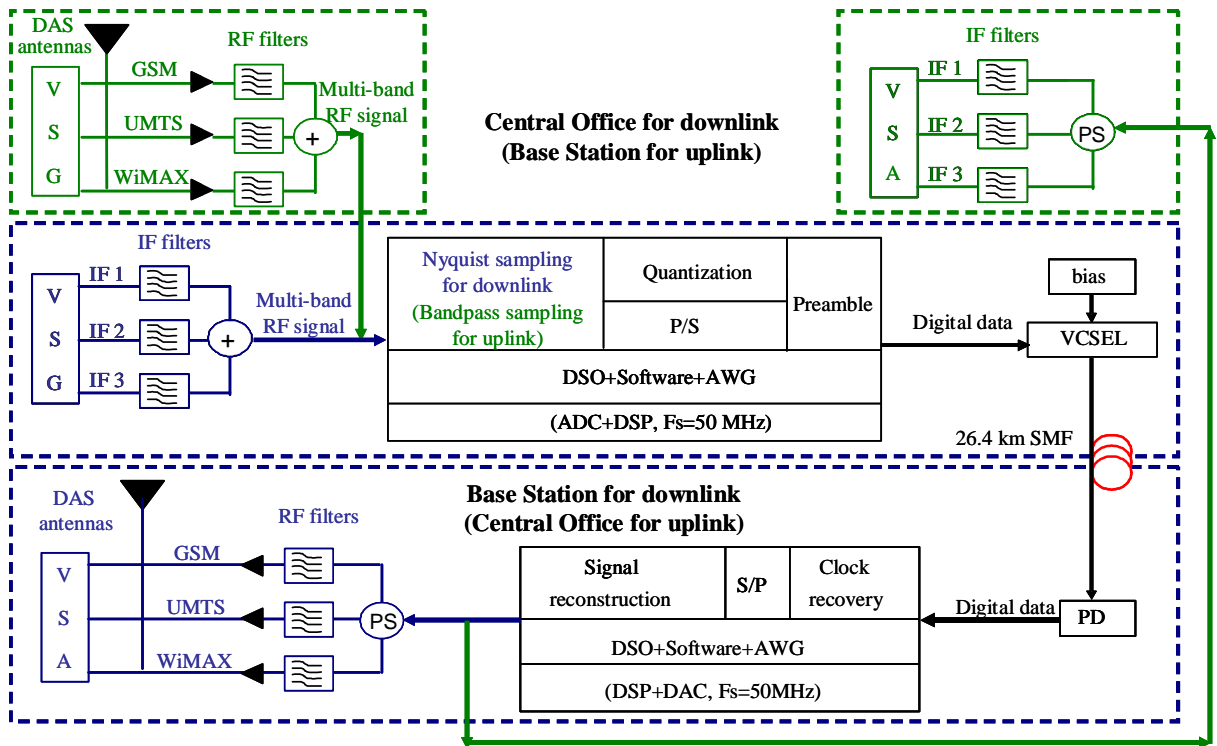 DAS
antennas
RF filters
V
S
G
GSM
UMTS
WiMAX
+
Multi-band
RF signal
Central Office for downlink
(Base Station for uplink)
IF filters
V
S
A
IF 1
IF 2
IF 3
PS
IF filters
V
S
G
IF 1
IF 2
IF 3
+
Multi-band
RF signal
Nyquist sampling
for downlink
(Bandpass sampling
for uplink)
Quantization
P/S
Preamble
DSO+Software+AWG
(ADC+DSP, Fs=50 MHz)
Digital data
bias
VCSEL
26.4 km SMF
Base Station for downlink
(Central Office for uplink)
DAS
antennas
RF filters
V
S
A
GSM
UMTS
WiMAX
PS
Signal
reconstruction
S/P
Clock
recovery
DSO+Software+AWG
(DSP+DAC, Fs=50MHz)
Digital data
PD